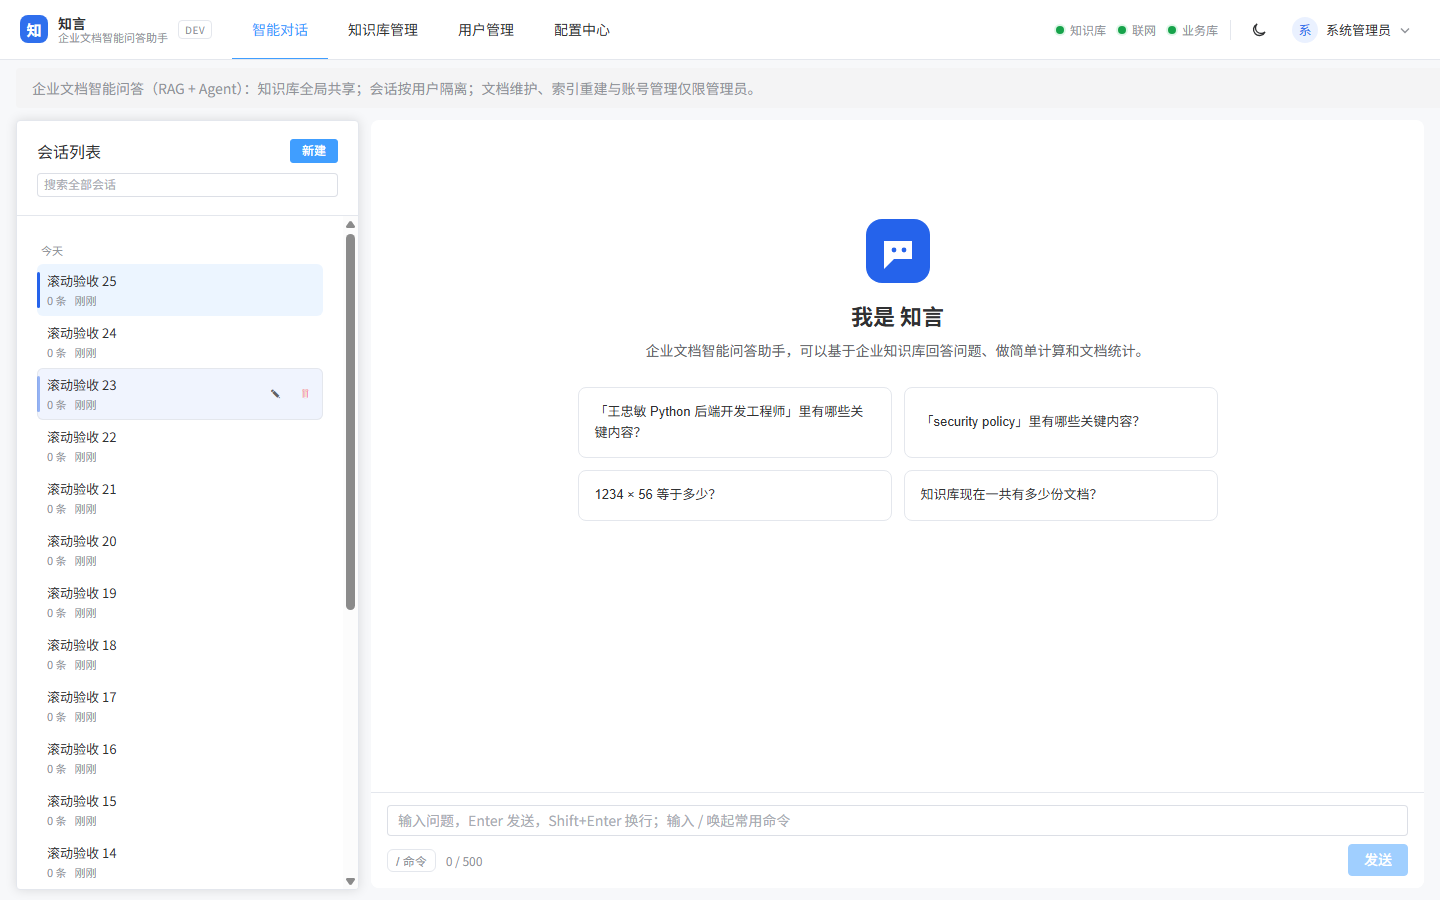 知
知言
企业文档智能问答助手
DEV
智能对话
知识库管理
用户管理
配置中心
知识库
联网
业务库
系
系统管理员
企业文档智能问答（RAG + Agent）：知识库全局共享；会话按用户隔离；文档维护、索引重建与账号管理仅限管理员。
会话列表
新建
搜索全部会话
今天
滚动验收 25
0 条 刚刚
滚动验收 24
0 条 刚刚
滚动验收 23
0 条 刚刚
滚动验收 22
0 条 刚刚
滚动验收 21
0 条 刚刚
滚动验收 20
0 条 刚刚
滚动验收 19
0 条 刚刚
滚动验收 18
0 条 刚刚
滚动验收 17
0 条 刚刚
滚动验收 16
0 条 刚刚
滚动验收 15
0 条 刚刚
滚动验收 14
0 条 刚刚
我是 知言
企业文档智能问答助手，可以基于企业知识库回答问题、做简单计算和文档统计。
「王忠敏 Python 后端开发工程师」里有哪些关
键内容？
「security policy」里有哪些关键内容？
1234 × 56 等于多少？
知识库现在一共有多少份文档？
输入问题，Enter 发送，Shift+Enter 换行；输入 / 唤起常用命令
/ 命令
0 / 500
发送